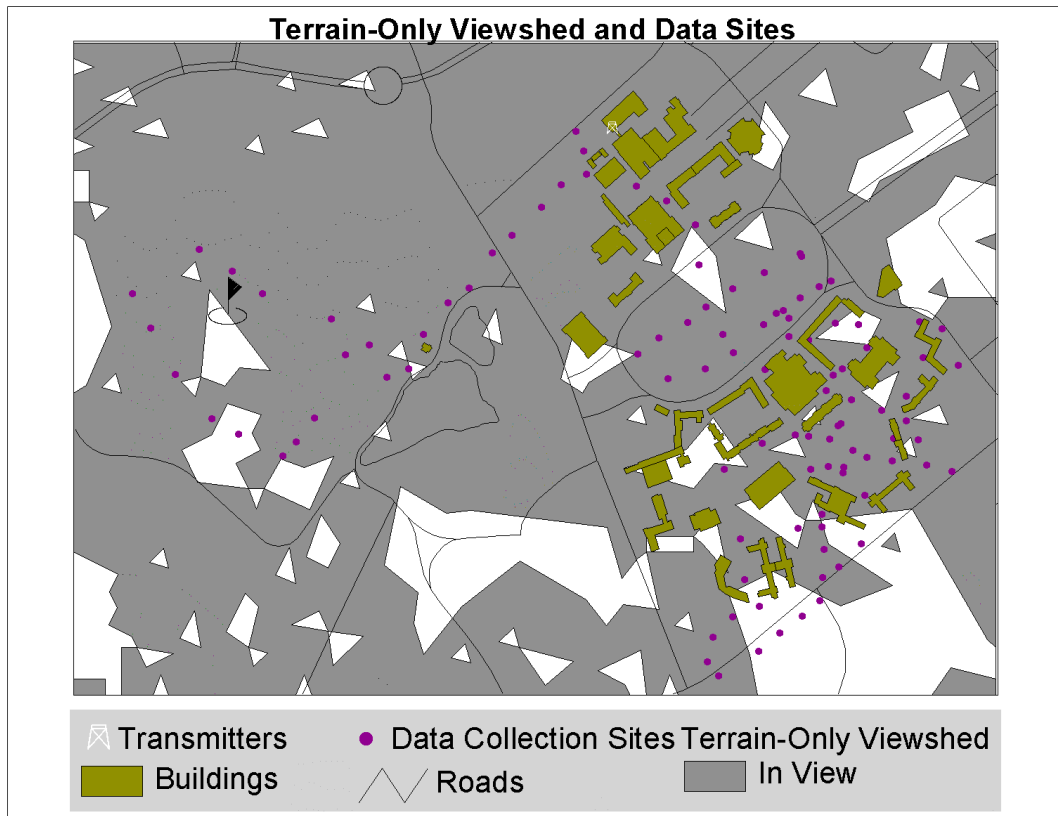 Terrain-Only Viewshed and Data Sites
Transmitters
Data Collection Sites
Terrain-Only Viewshed
Buildings
Roads
In View